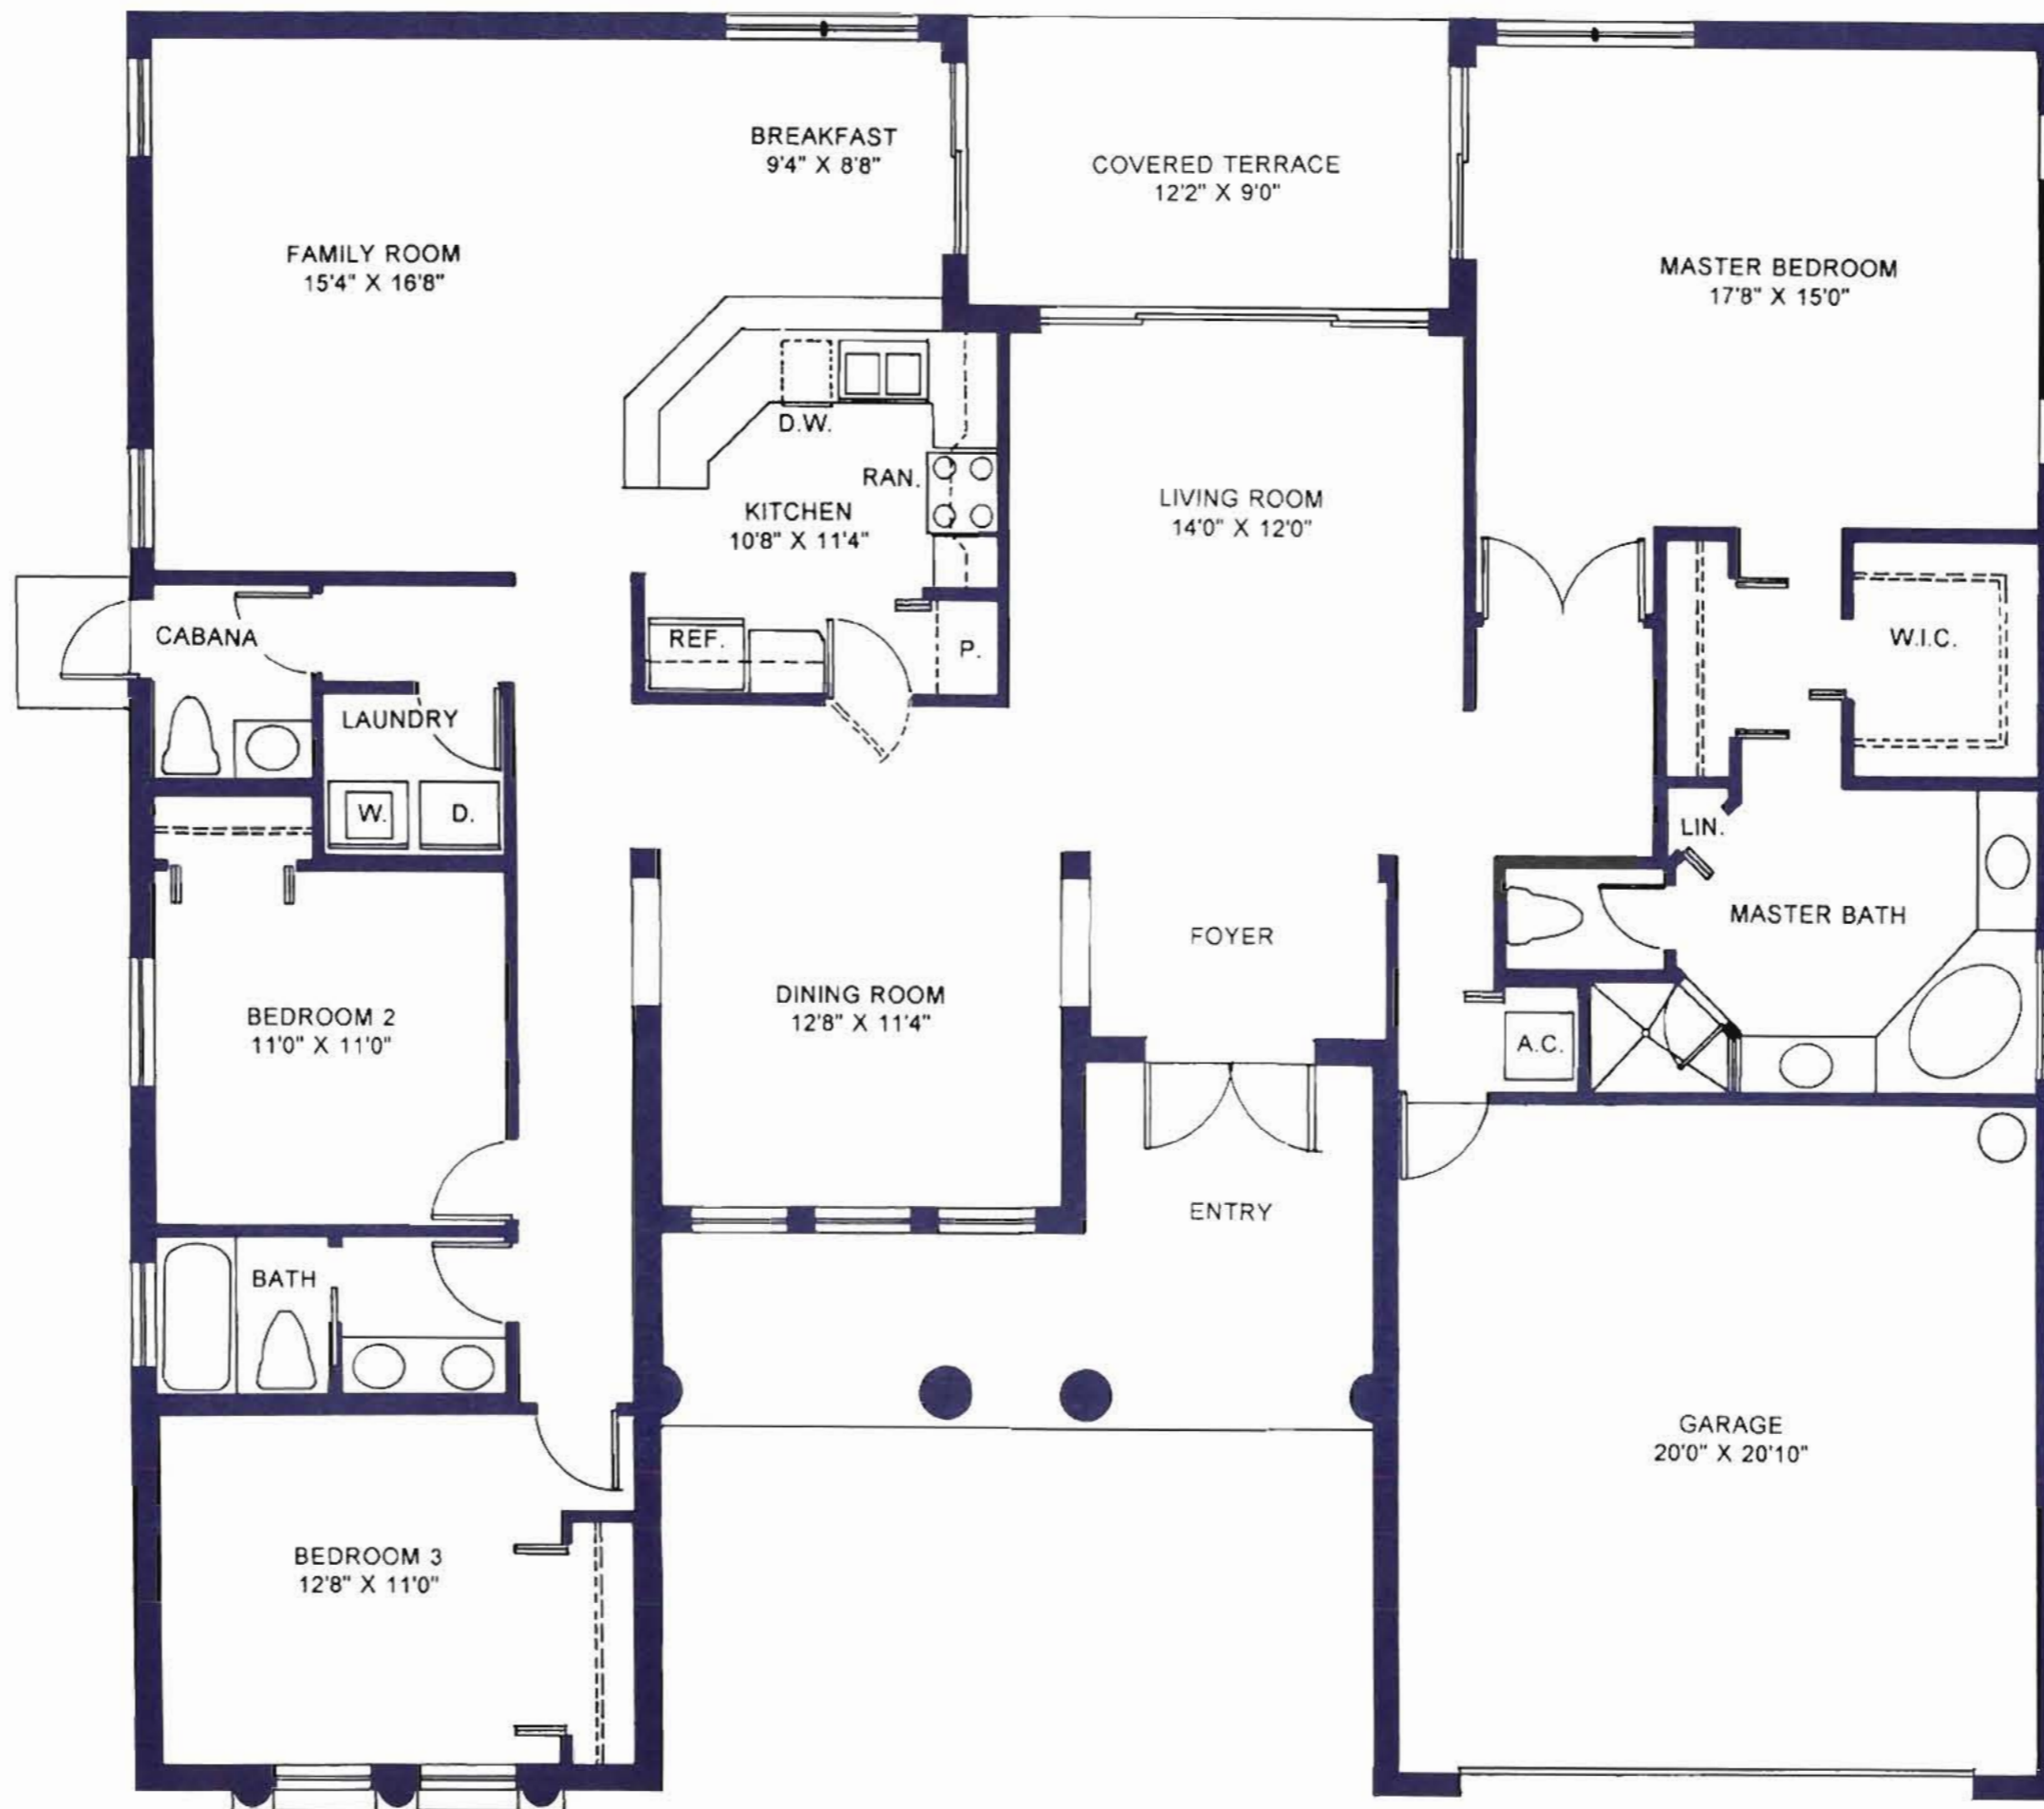 BREAKFAST
9'4" X 8'8"
COVERED TERRACE
12'2" X 9'0"
FAMILY ROOM
15'4" X 16'8"
MASTER BEDROOM
17'8" X 15'0"
D.W.
RAN.
KITCHEN
10'8" X 11'4"
LIVING ROOM
14'0" X 12'0"
CABANA
REF.
P.
W.I.C.
LAUNDRY
W.
D.
LIN.
MASTER BATH
FOYER
DINING ROOM
12'8" X 11'4"
BEDROOM 2
11'0" X 11'0"
A.C.
ENTRY
BATH
GARAGE
20'0" X 20'10"
BEDROOM 3
12'8" X 11'0"